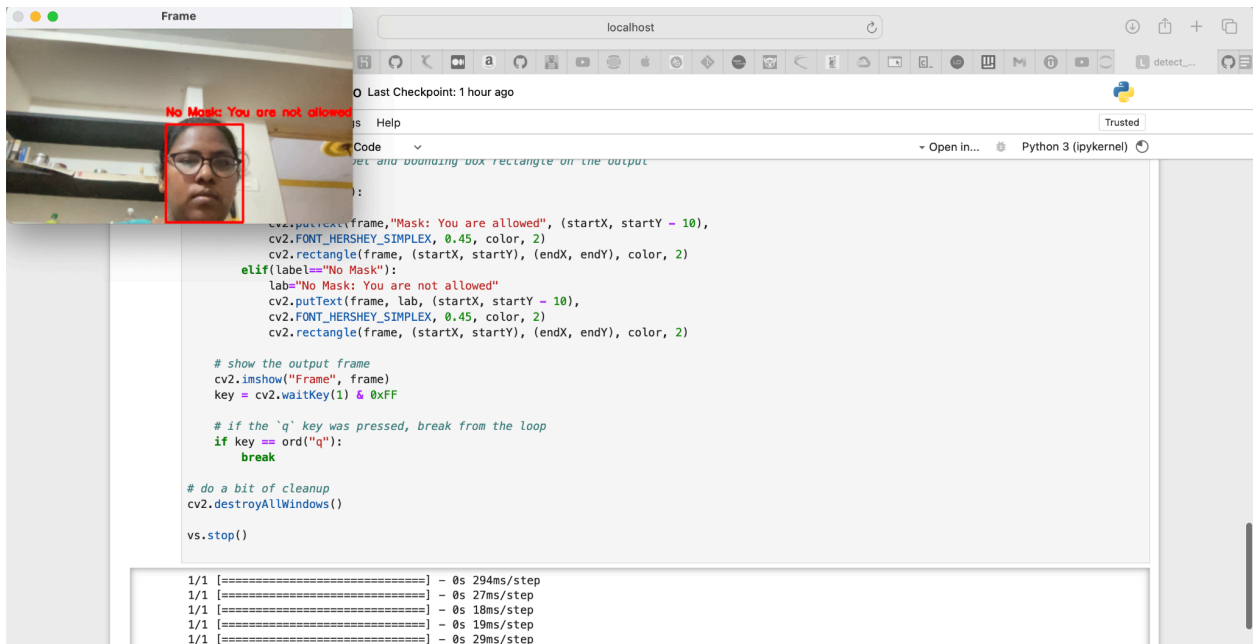 Frame
localhost
detect_...
No Mask: You are not allowed
Last Checkpoint: 1 hour ago
Help
Trusted
Code
Open in...
Python 3 (ipykernel)
and bounding box rectangle on the output
):
cv2.putText(frame,"Mask: You are allowed", (startX, startY - 10),
cv2.FONT_HERSHEY_SIMPLEX, 0.45, color, 2)
cv2.rectangle(frame, (startX, startY), (endX, endY), color, 2)
elif(label=="No Mask"):
lab="No Mask: You are not allowed"
cv2.putText(frame, lab, (startX, startY - 10),
cv2.FONT_HERSHEY_SIMPLEX, 0.45, color, 2)
cv2.rectangle(frame, (startX, startY), (endX, endY), color, 2)
# show the output frame
cv2.imshow("Frame", frame)
key = cv2.waitKey(1) & 0xFF
# if the `q` key was pressed, break from the loop
if key == ord("q"):
break
# do a bit of cleanup
cv2.destroyAllWindows()
vs.stop()
1/1 [==============================] - 0s 294ms/step
1/1 [==============================] - 0s 27ms/step
1/1 [==============================] - 0s 18ms/step
1/1 [==============================] - 0s 19ms/step
1/1 [==============================] - 0s 29ms/step